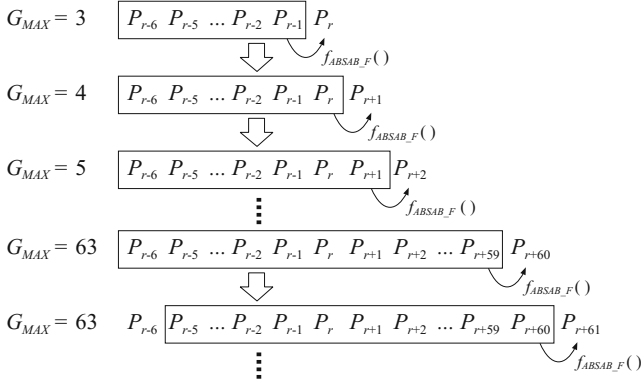 G_MAX = 3 P_r-6 P_r-5 ... P_r-2 P_r-1 P_r
f_ABSAB_F ( )
G_MAX = 4 P_r-6 P_r-5 ... P_r-2 P_r-1 P_r P_r+1
f_ABSAB_F ( )
G_MAX = 5 P_r-6 P_r-5 ... P_r-2 P_r-1 P_r P_r+1 P_r+2
f_ABSAB_F ( )
G_MAX = 63 P_r-6 P_r-5 ... P_r-2 P_r-1 P_r P_r+1 P_r+2 ... P_r+59 P_r+60
f_ABSAB_F ( )
G_MAX = 63 P_r-6 P_r-5 ... P_r-2 P_r-1 P_r P_r+1 P_r+2 ... P_r+59 P_r+60 P_r+61
f_ABSAB_F ( )